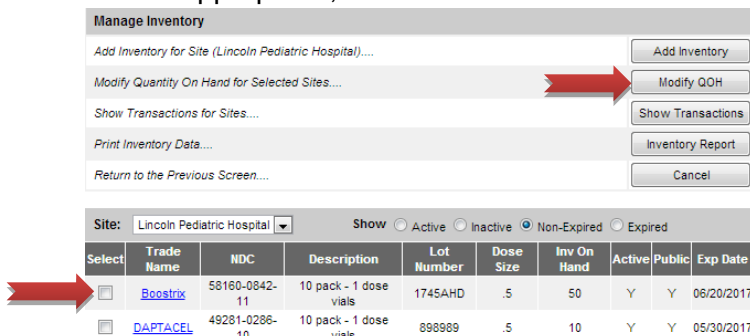 Manage Inventory
Add Inventory for Site (Lincoln Pediatric Hospital).... Add Inventory
Modify Quantity On Hand for Selected Sites.... Modify QOH
Show Transactions for Sites.... Show Transactions
Print Inventory Data.... Inventory Report
Return to the Previous Screen.... Cancel
Site: Lincoln Pediatric Hospital Show Active Inactive Non-Expired Expired
Select Trade Name NDC Description Lot Number Dose Size Inv On Hand Active Public Exp Date
Boostrix 58160-0842-11 10 pack - 1 dose vials 1745AHD .5 50 Y Y 06/20/2017
DAPTACEL 49281-0286-10 10 pack - 1 dose vials 898989 .5 10 Y Y 05/30/2017